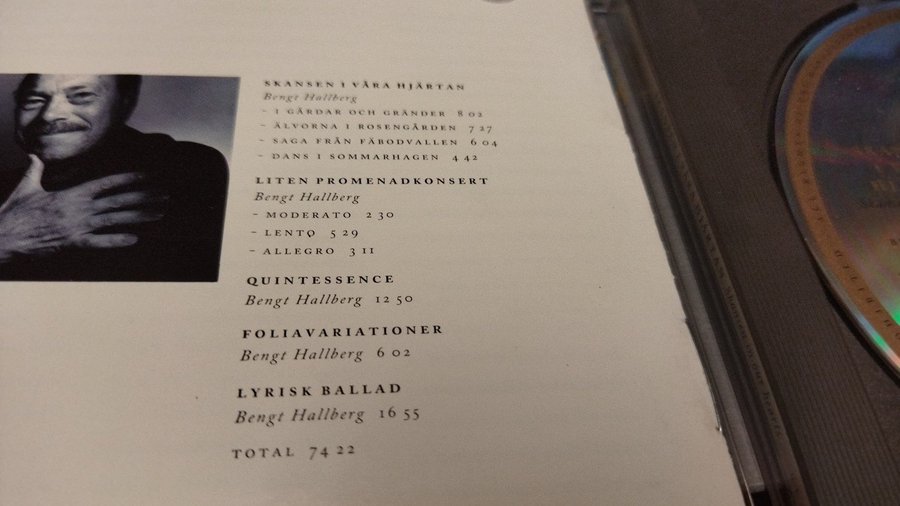 SKANSEN I VÅRA HJÄRTAN
Bengt Hallberg
- I GÅRDAR OCH GRÄNDER 8 02
- ÄLVORNA I ROSENGÅRDEN 7 27
- SAGA FRÅN FÄBODVALLEN 6 04
- DANS I SOMMARHAGEN 4 42
LITEN PROMENADKONSERT
Bengt Hallberg
- MODERATO 2 30
- LENTO 5 29
- ALLEGRO 3 11
QUINTESSENCE
Bengt Hallberg 12 50
FOLIAVARIATIONER
Bengt Hallberg 6 02
LYRISK BALLAD
Bengt Hallberg 16 55
TOTAL 74 22